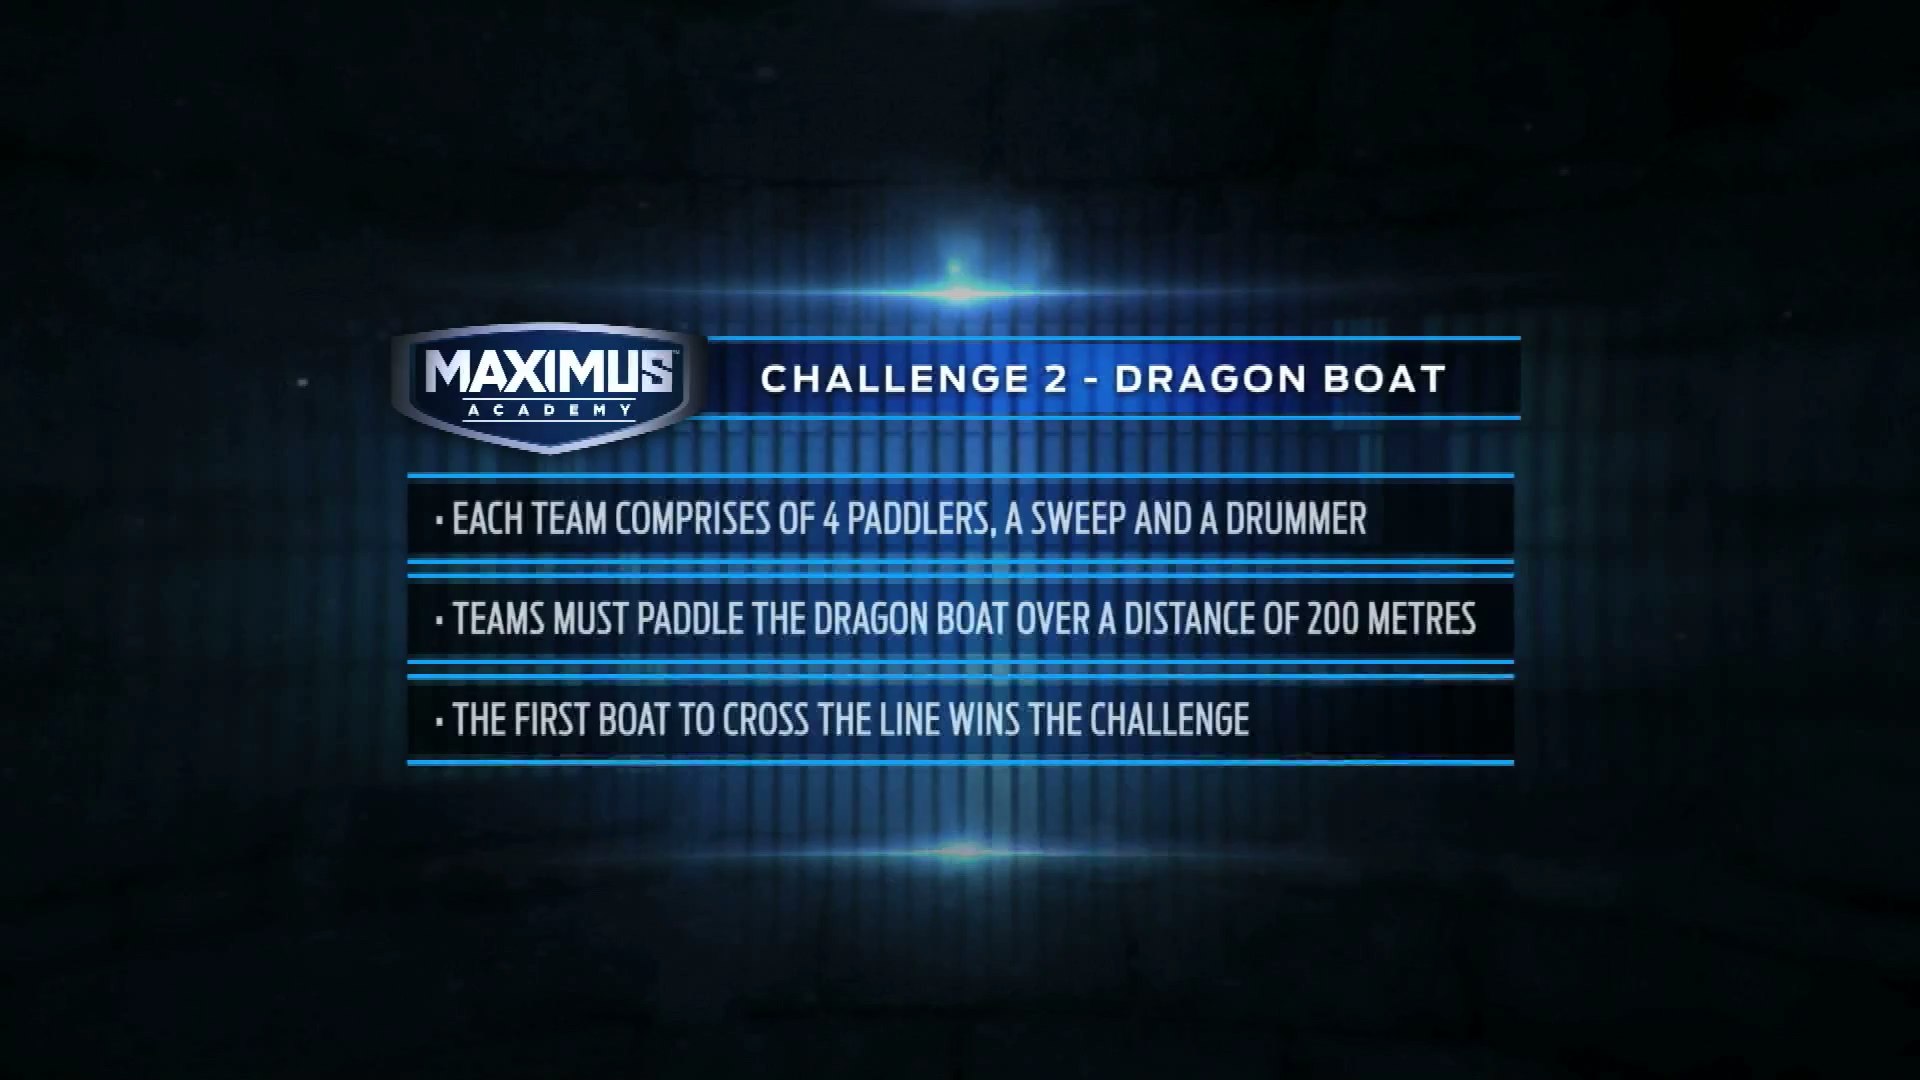 MAXIMUS™
ACADEMY
CHALLENGE 2 - DRAGON BOAT
· EACH TEAM COMPRISES OF 4 PADDLERS, A SWEEP AND A DRUMMER
· TEAMS MUST PADDLE THE DRAGON BOAT OVER A DISTANCE OF 200 METRES
· THE FIRST BOAT TO CROSS THE LINE WINS THE CHALLENGE